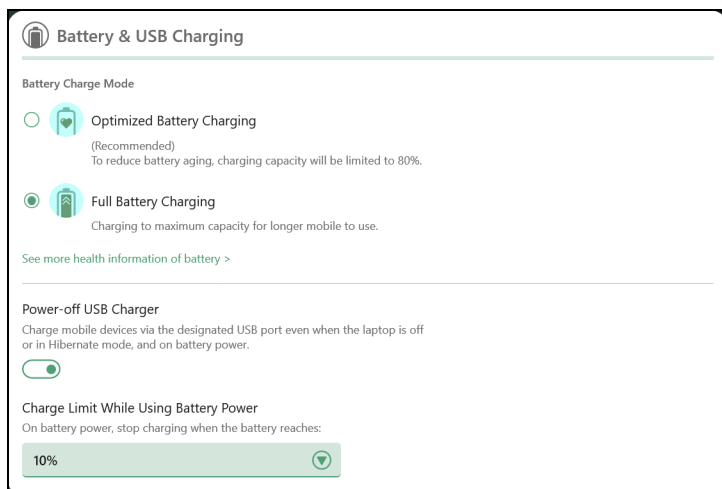 Battery & USB Charging
Battery Charge Mode
Optimized Battery Charging
(Recommended)
To reduce battery aging, charging capacity will be limited to 80%.
Full Battery Charging
Charging to maximum capacity for longer mobile to use.
See more health information of battery >
Power-off USB Charger
Charge mobile devices via the designated USB port even when the laptop is off
or in Hibernate mode, and on battery power.
Charge Limit While Using Battery Power
On battery power, stop charging when the battery reaches:
10%